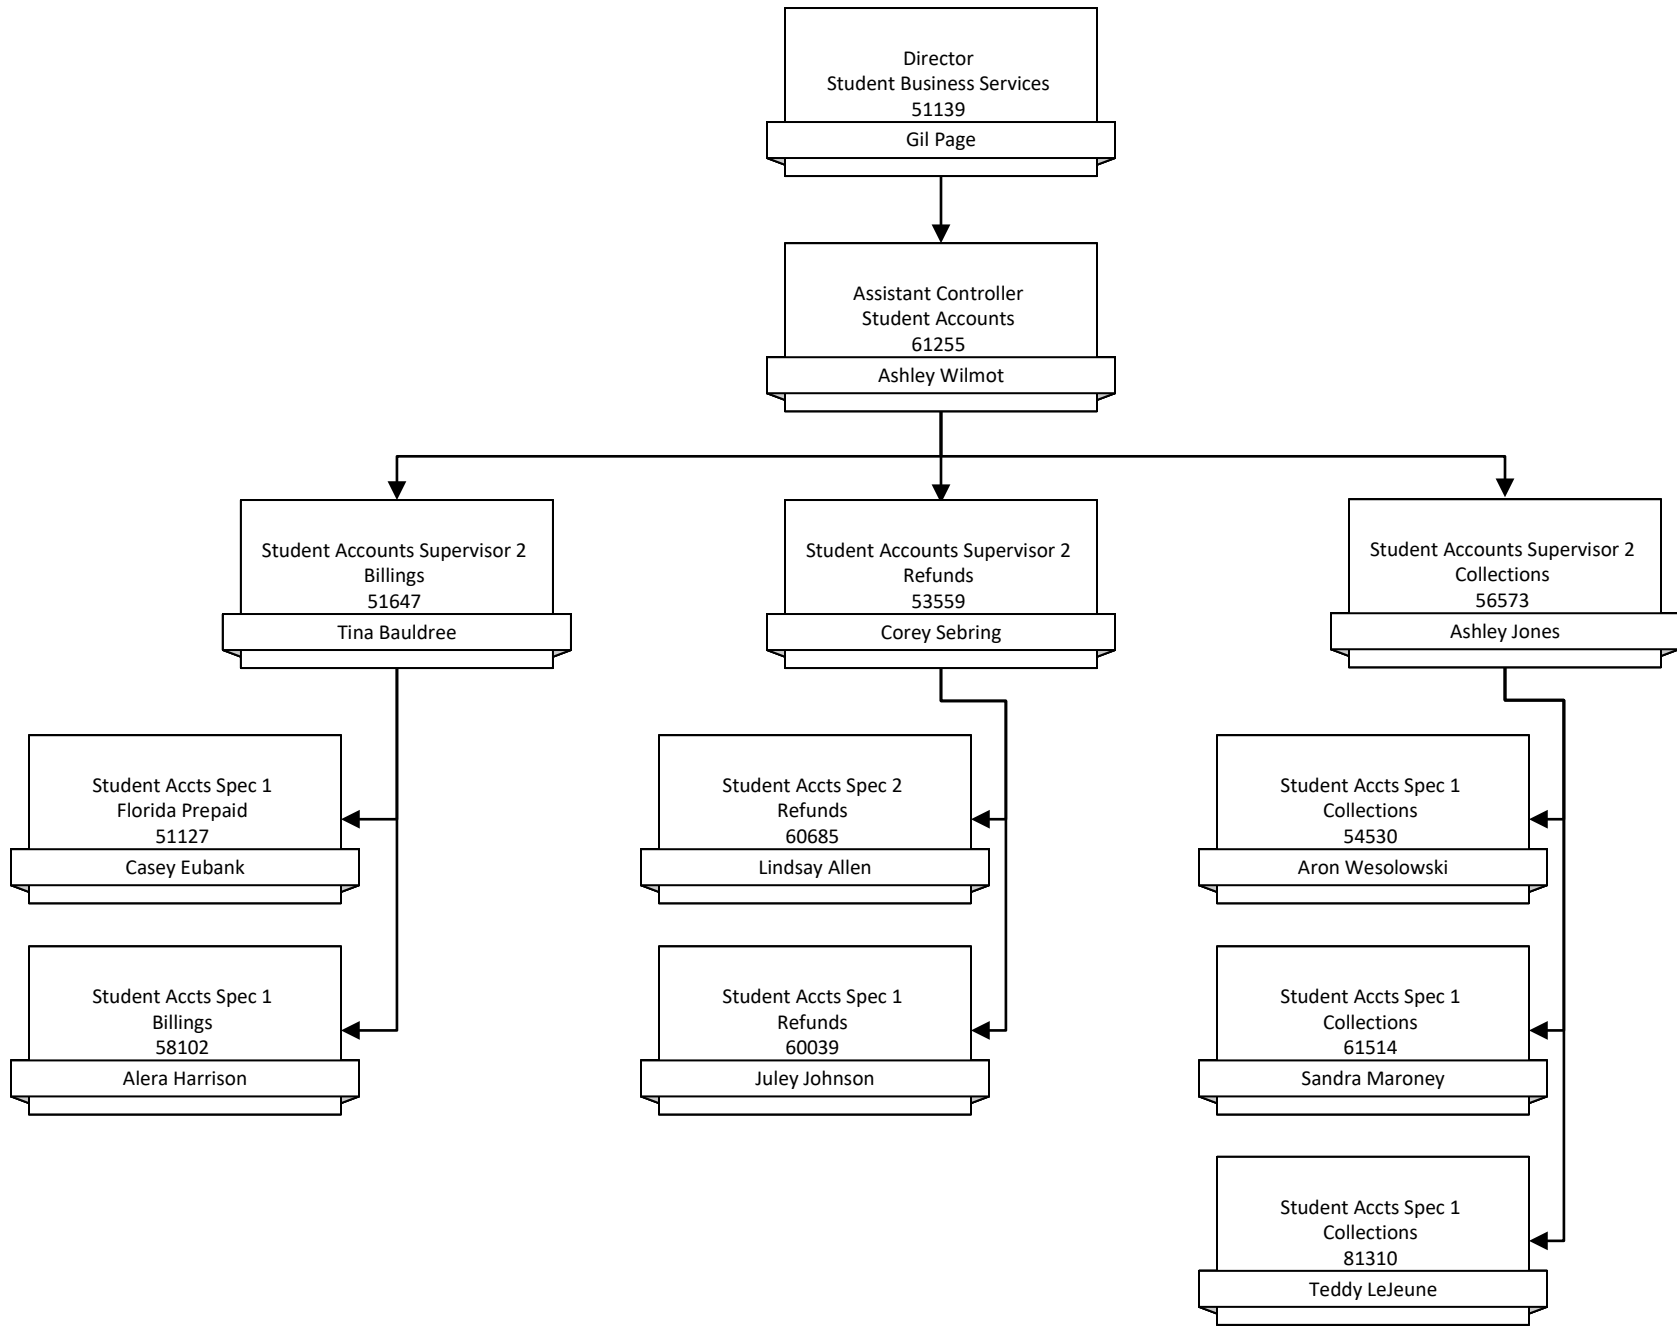 Director
Student Business Services
51139
Gil Page
Assistant Controller
Student Accounts
61255
Ashley Wilmot
Student Accounts Supervisor 2
Billings
51647
Tina Bauldree
Student Accounts Supervisor 2
Refunds
53559
Corey Sebring
Student Accounts Supervisor 2
Collections
56573
Ashley Jones
Student Accts Spec 1
Florida Prepaid
51127
Casey Eubank
Student Accts Spec 2
Refunds
60685
Lindsay Allen
Student Accts Spec 1
Collections
54530
Aron Wesolowski
Student Accts Spec 1
Billings
58102
Alera Harrison
Student Accts Spec 1
Refunds
60039
Juley Johnson
Student Accts Spec 1
Collections
61514
Sandra Maroney
Student Accts Spec 1
Collections
81310
Teddy LeJeune